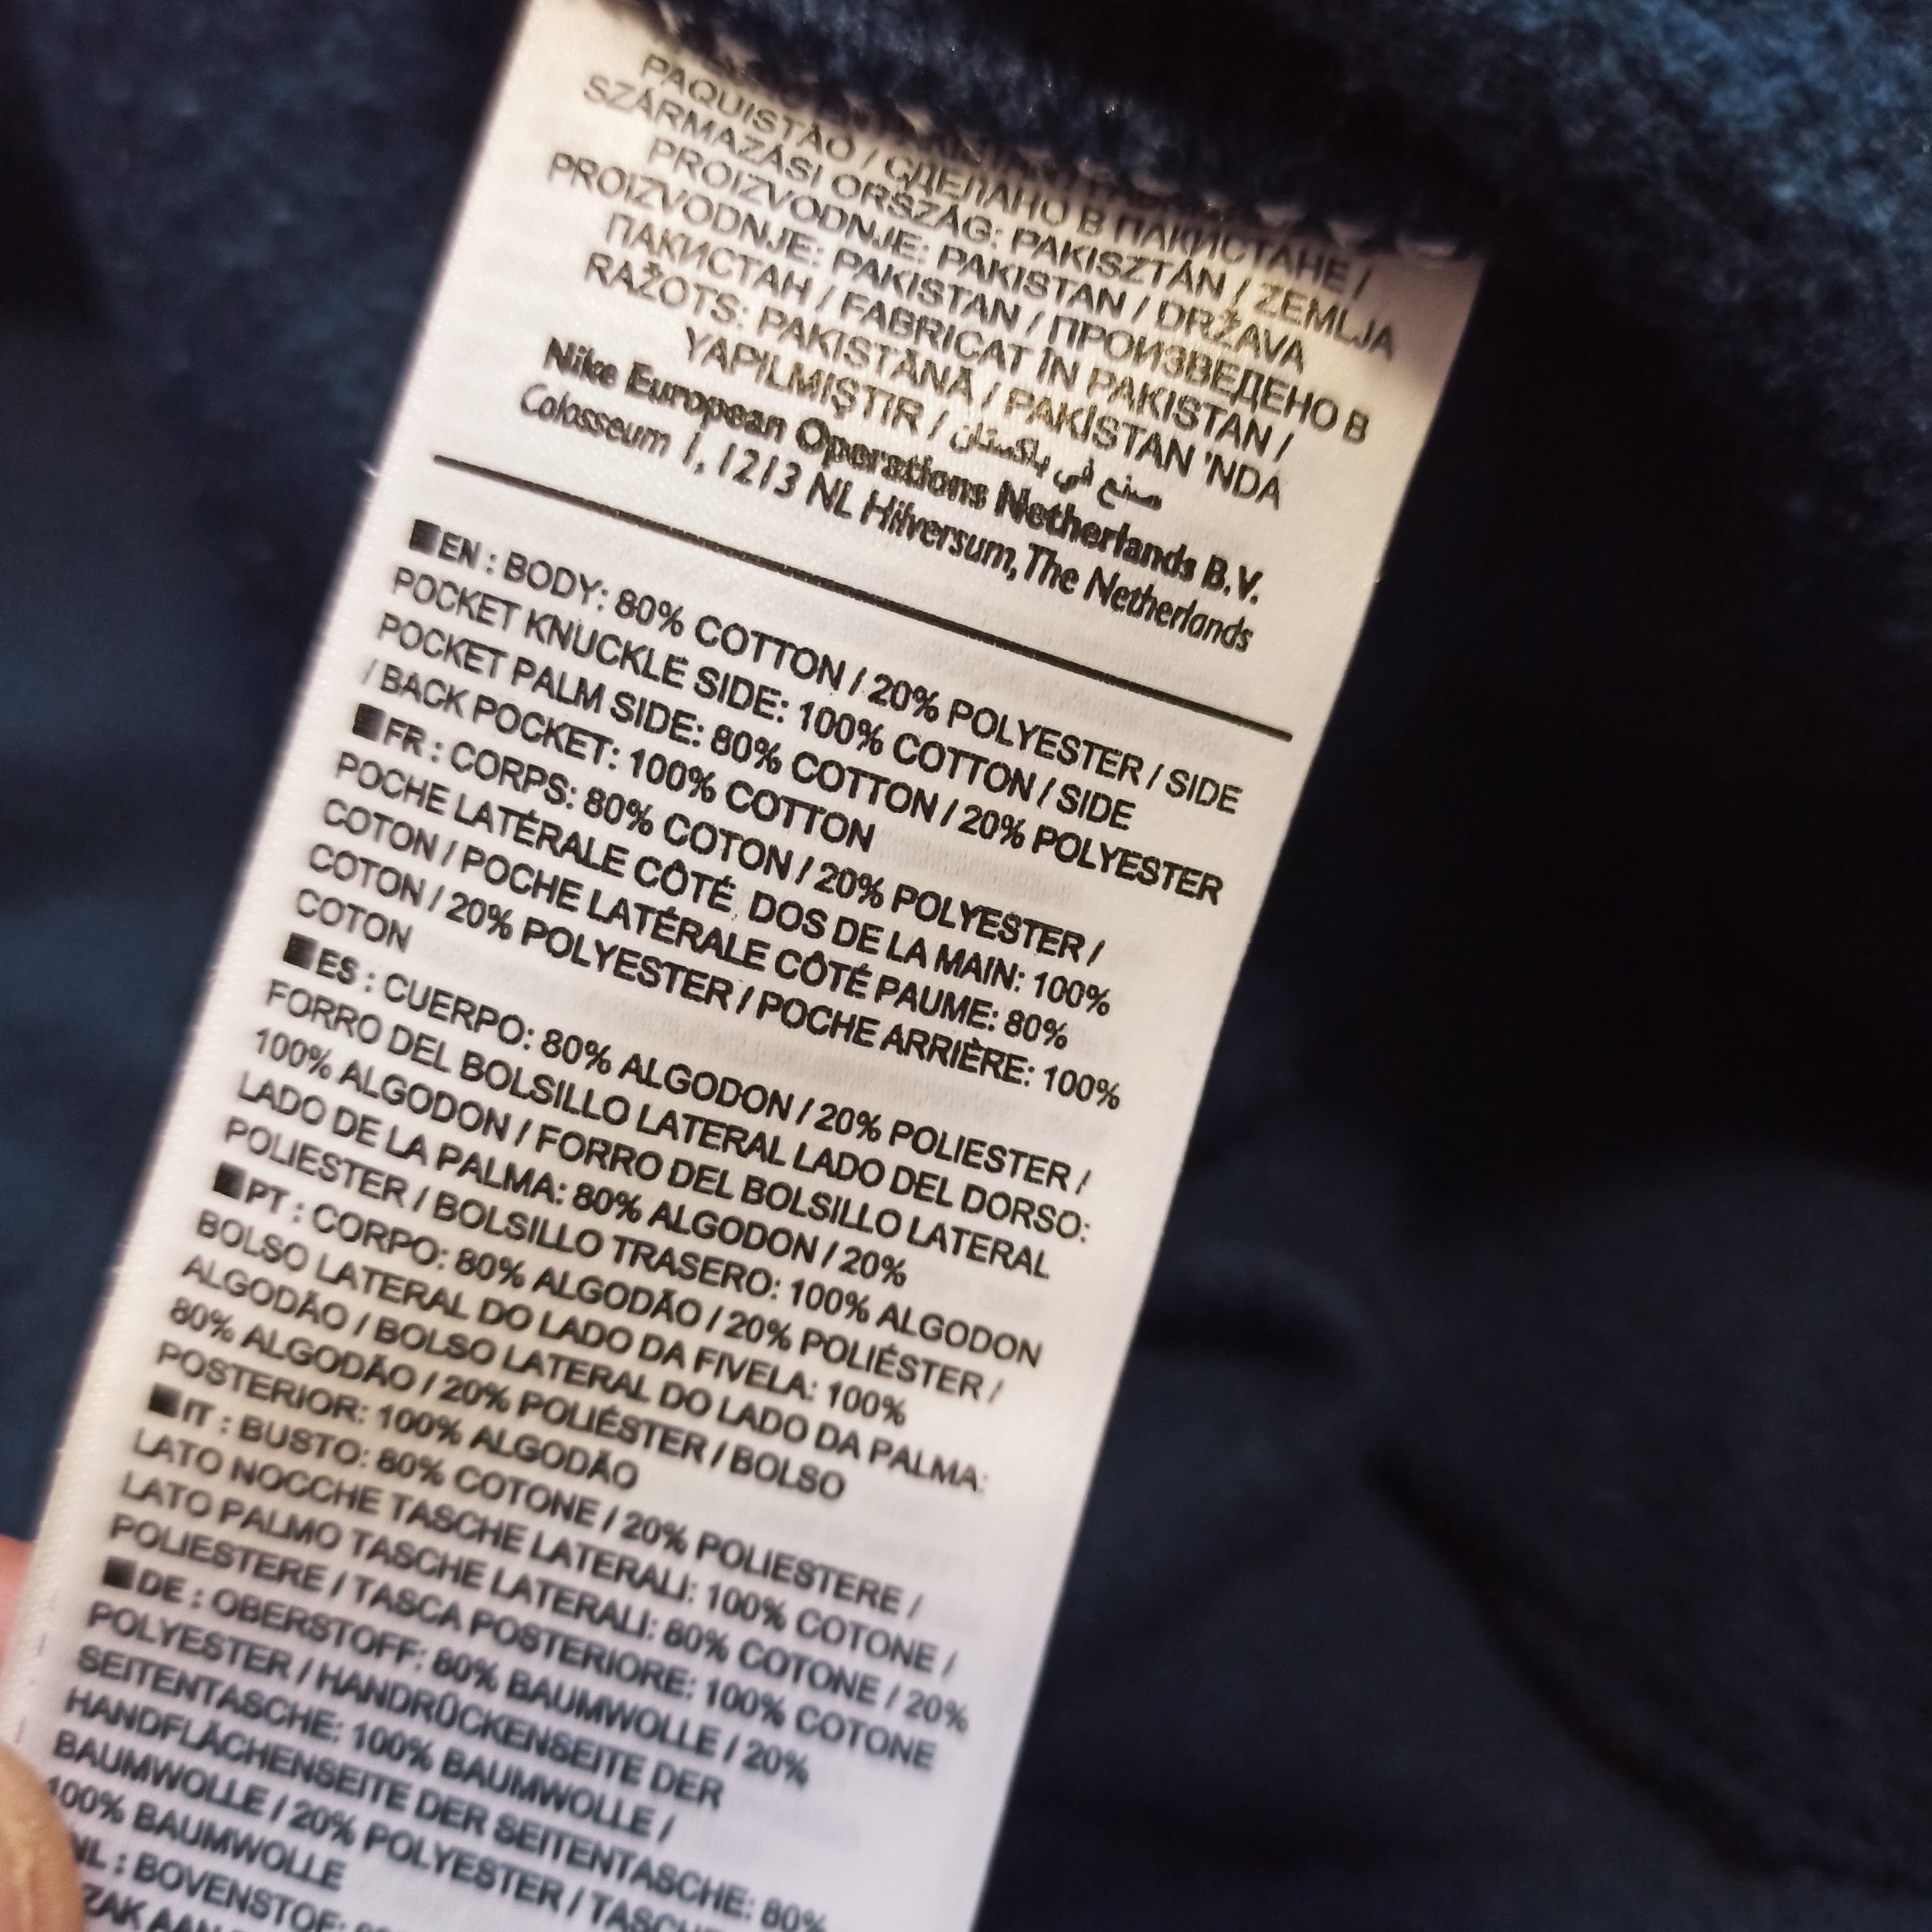 PAQUISTÃO / СДЕЛАНО В ПАКИСТАНЕ /
SZÁRMAZÁSI ORSZÁG: PAKISZTÁN / ZEMLJA
PROIZVODNJE: PAKISTAN / DRŽAVA
PROIZVODNJE: PAKISTAN / ПРОИЗВЕДЕНО В
ПАКИСТАН / FABRICAT ÎN PAKISTAN /
RAŽOTS: PAKISTĀNĀ / PAKİSTAN 'NDA
YAPILMIŞTIR / صنع في باكستان
Nike European Operations Netherlands B.V.
Colosseum 1, 1213 NL Hilversum, The Netherlands
EN : BODY: 80% COTTON / 20% POLYESTER / SIDE
POCKET KNUCKLE SIDE: 100% COTTON / SIDE
POCKET PALM SIDE: 80% COTTON / 20% POLYESTER
/ BACK POCKET: 100% COTTON
FR : CORPS: 80% COTON / 20% POLYESTER /
POCHE LATÉRALE CÔTÉ DOS DE LA MAIN: 100%
COTON / POCHE LATÉRALE CÔTÉ PAUME: 80%
COTON / 20% POLYESTER / POCHE ARRIÈRE: 100%
COTON
ES : CUERPO: 80% ALGODON / 20% POLIESTER /
FORRO DEL BOLSILLO LATERAL LADO DEL DORSO:
100% ALGODON / FORRO DEL BOLSILLO LATERAL
LADO DE LA PALMA: 80% ALGODON / 20%
POLIESTER / BOLSILLO TRASERO: 100% ALGODON
PT : CORPO: 80% ALGODÃO / 20% POLIÉSTER /
BOLSO LATERAL DO LADO DA FIVELA: 100%
ALGODÃO / BOLSO LATERAL DO LADO DA PALMA:
80% ALGODÃO / 20% POLIÉSTER / BOLSO
POSTERIOR: 100% ALGODÃO
IT : BUSTO: 80% COTONE / 20% POLIESTERE /
LATO NOCCHE TASCHE LATERALI: 100% COTONE /
LATO PALMO TASCHE LATERALI: 80% COTONE / 20%
POLIESTERE / TASCA POSTERIORE: 100% COTONE
DE : OBERSTOFF: 80% BAUMWOLLE / 20%
POLYESTER / HANDRÜCKENSEITE DER
SEITENTASCHE: 100% BAUMWOLLE /
HANDFLÄCHENSEITE DER SEITENTASCHE: 80%
BAUMWOLLE / 20% POLYESTER /
100% BAUMWOLLE
NL : BOVENSTOF:
ZAK AAN